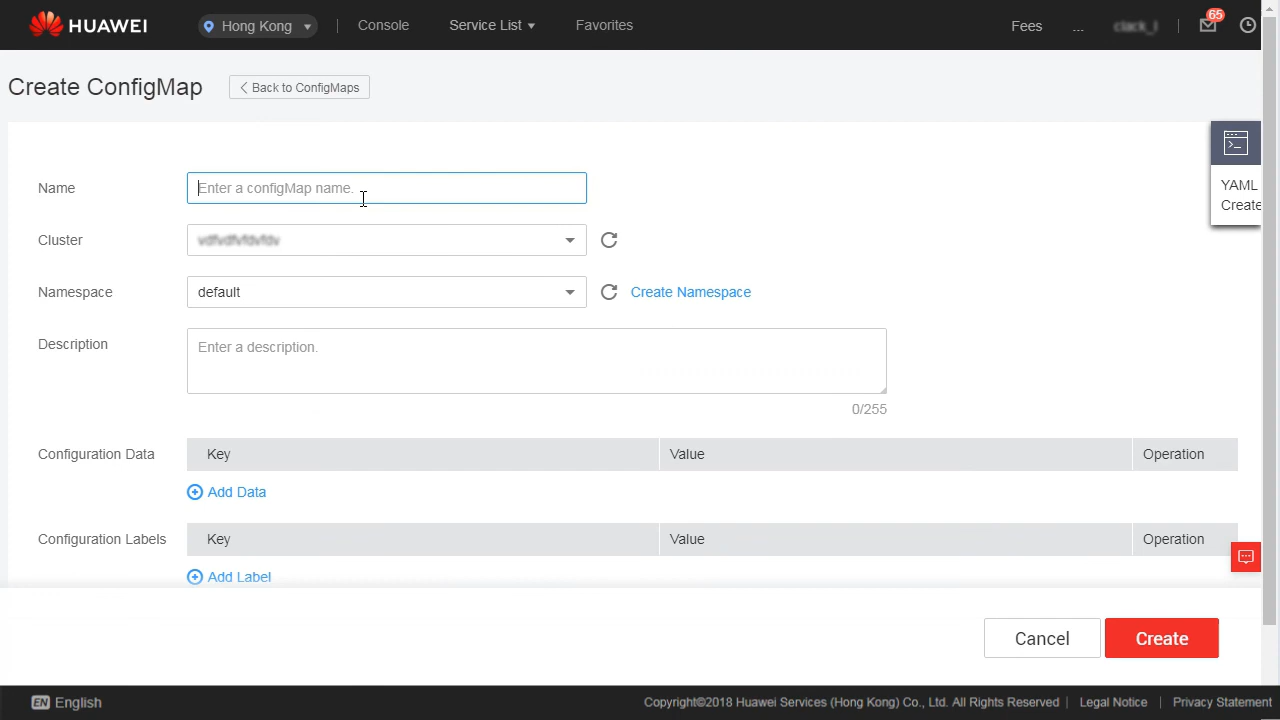 HUAWEI
Hong Kong
Console
Service List
Favorites
Fees
...
65
Create ConfigMap
Back to ConfigMaps
YAML
Create
Name
Enter a configMap name.
Cluster
Namespace
default
Create Namespace
Description
Enter a description.
0/255
Configuration Data
Key
Value
Operation
Add Data
Configuration Labels
Key
Value
Operation
Add Label
Cancel
Create
EN English
Copyright©2018 Huawei Services (Hong Kong) Co., Ltd. All Rights Reserved
Legal Notice
Privacy Statement